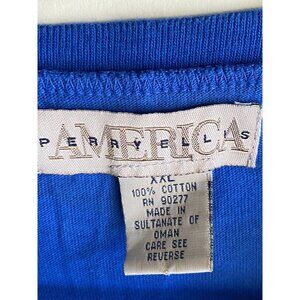 AMERICA
PERRY ELLIS
XXL
100% COTTON
RN 90277
MADE IN
SULTANATE OF
OMAN
CARE SEE
REVERSE